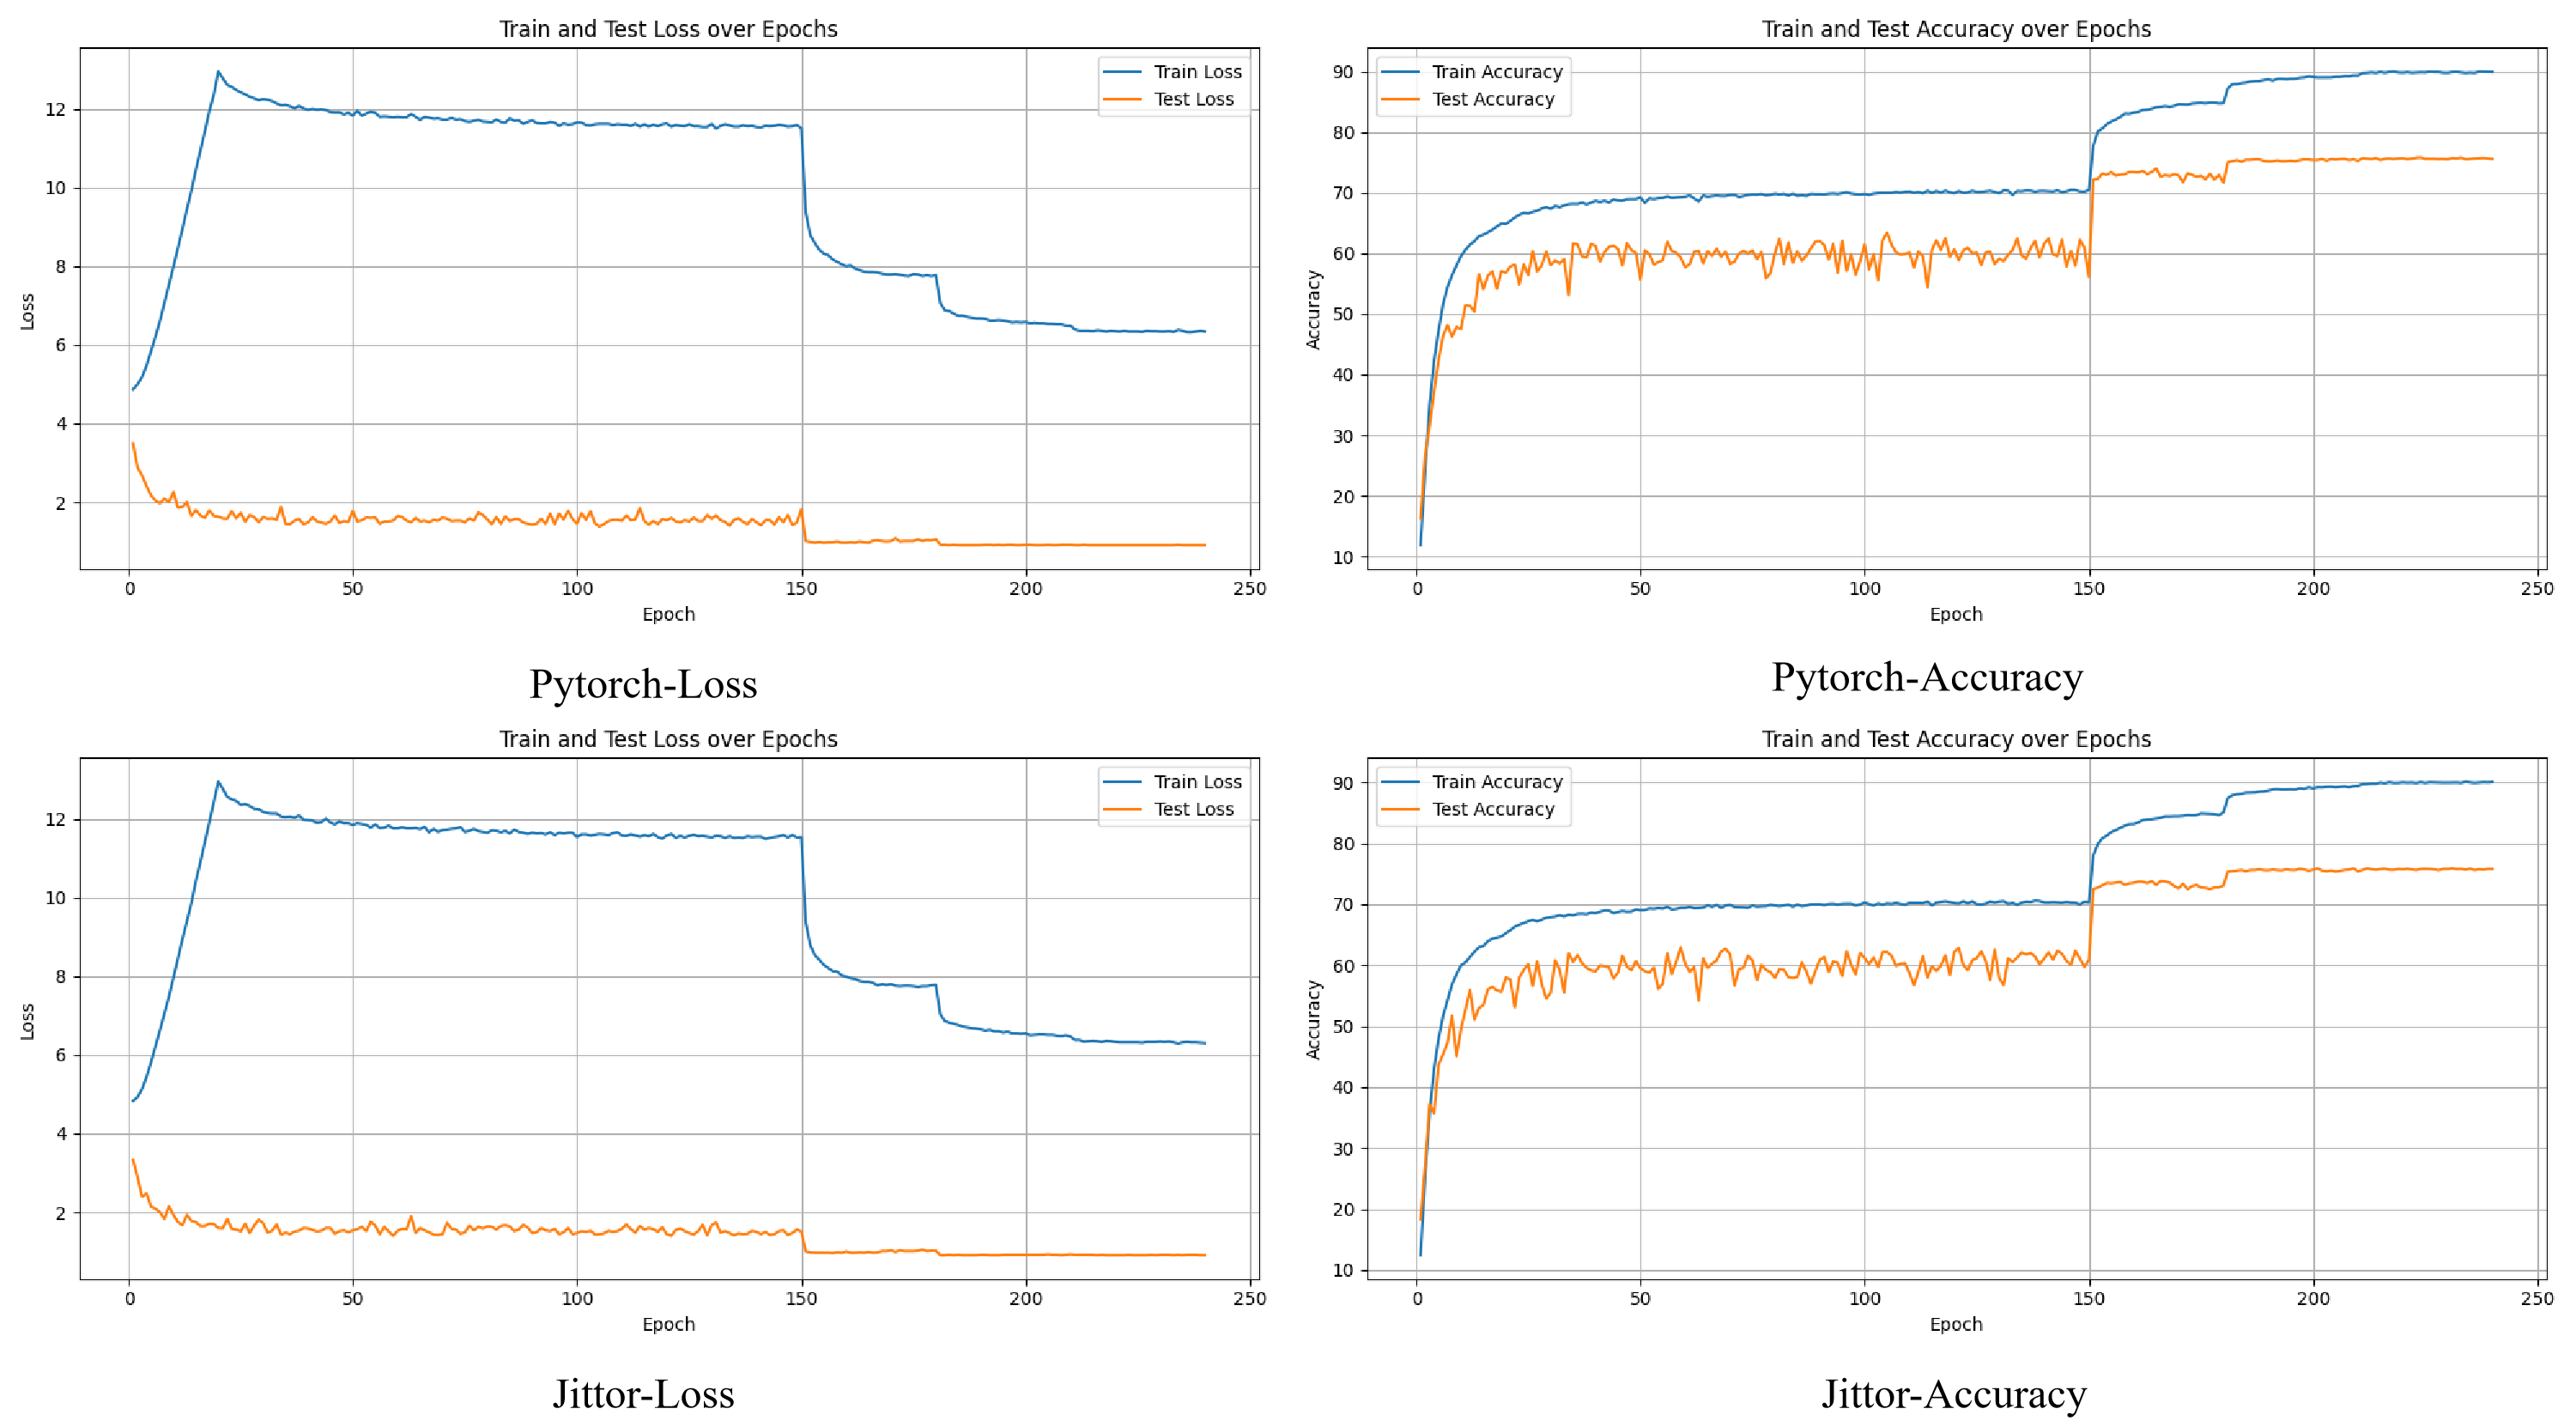 Train and Test Loss over Epochs
Train Loss
Test Loss
12
10
8
6
4
2
Loss
0 50 100 150 200 250
Epoch
Pytorch-Loss
Train and Test Accuracy over Epochs
Train Accuracy
Test Accuracy
90
80
70
60
50
40
30
20
10
Accuracy
0 50 100 150 200 250
Epoch
Pytorch-Accuracy
Train and Test Loss over Epochs
Train Loss
Test Loss
12
10
8
6
4
2
Loss
0 50 100 150 200 250
Epoch
Jittor-Loss
Train and Test Accuracy over Epochs
Train Accuracy
Test Accuracy
90
80
70
60
50
40
30
20
10
Accuracy
0 50 100 150 200 250
Epoch
Jittor-Accuracy